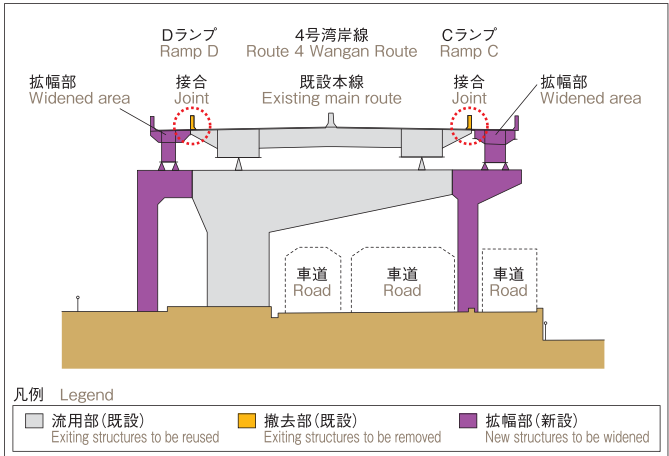 Dランプ
Ramp D
4号湾岸線
Route 4 Wangan Route
Cランプ
Ramp C
拡幅部
Widened area
接合
Joint
既設本線
Existing main route
接合
Joint
拡幅部
Widened area
車道
Road
車道
Road
車道
Road
凡例 Legend
流用部(既設)
Exiting structures to be reused
撤去部(既設)
Exiting structures to be removed
拡幅部(新設)
New structures to be widened